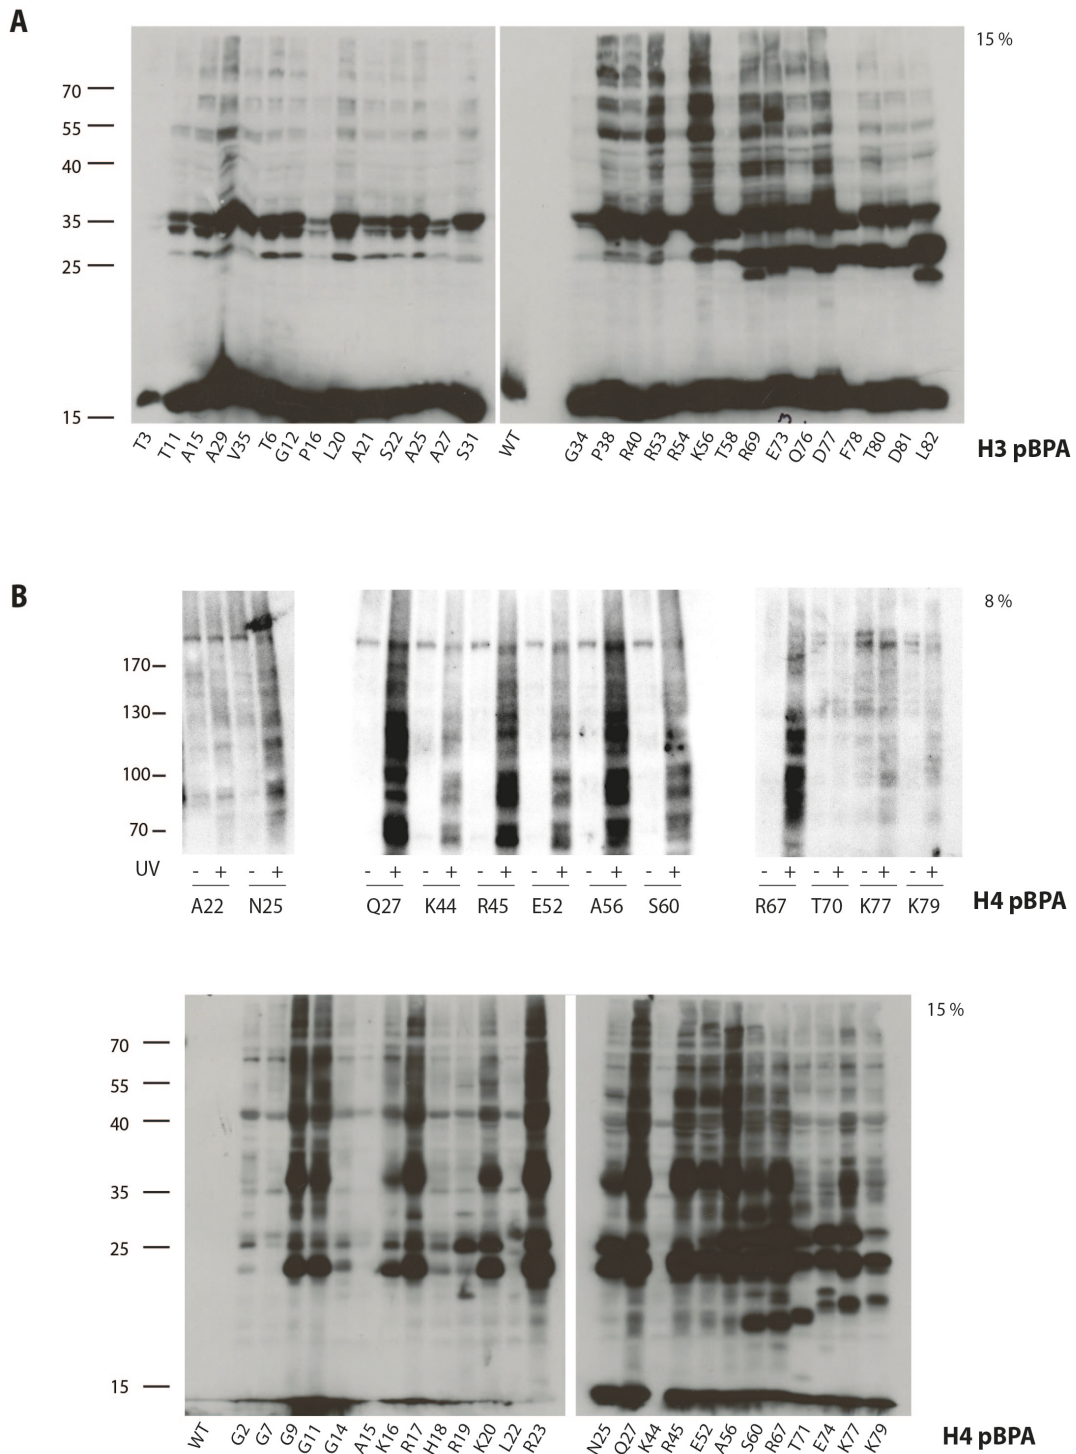 A
15 %
70
55
40
35
25
15
T3 T11 A15 A29 V35 T6 G12 P16 L20 A21 S22 A25 A27 S31 WT G34 P38 R40 R53 R54 K56 T58 R69 E73 Q76 D77 F78 T80 D81 L82
H3 pBPA
B
8 %
170
130
100
70
UV - + - + - + - + - + - + - + - + - + - + - + - +
A22 N25 Q27 K44 R45 E52 A56 S60 R67 T70 K77 K79
H4 pBPA
15 %
70
55
40
35
25
15
WT G2 G7 G9 G11 G14 A15 K16 R17 H18 R19 K20 L22 R23 N25 Q27 K44 R45 E52 A56 S60 R67 T71 E74 K77 K79
H4 pBPA